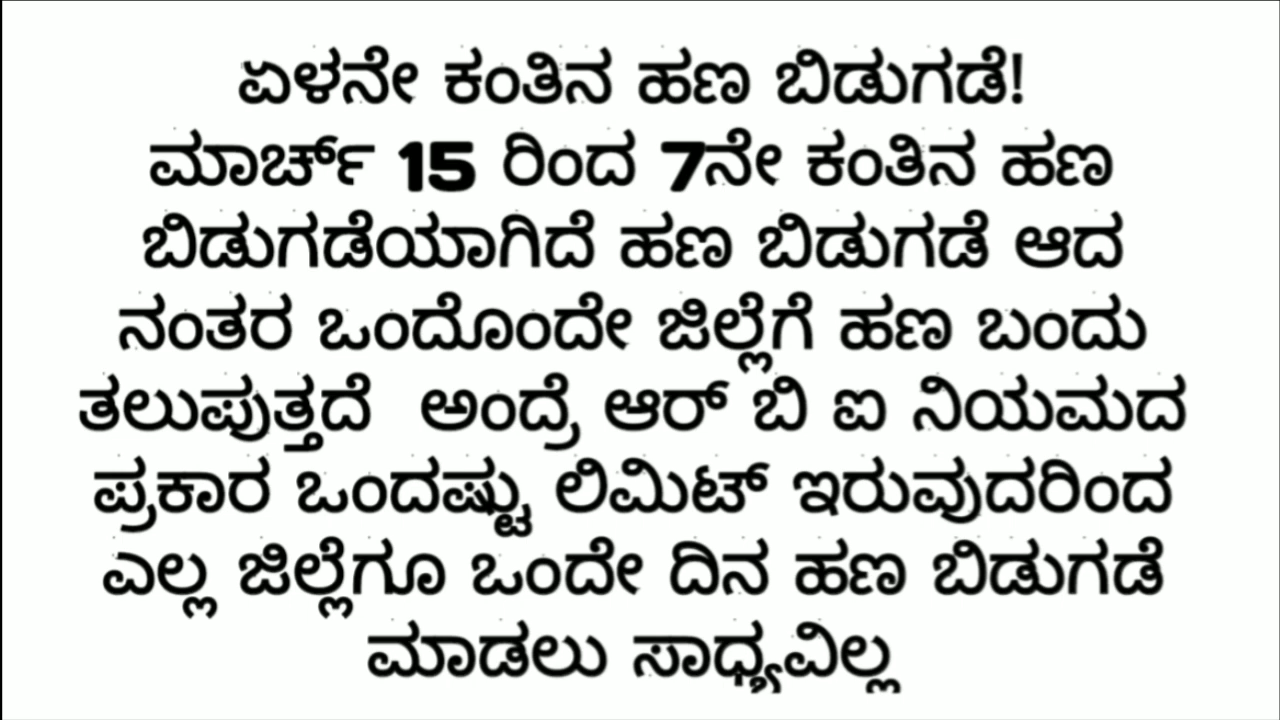 ಏಳನೇ ಕಂತಿನ ಹಣ ಬಿಡುಗಡೆ!
ಮಾರ್ಚ್ 15 ರಿಂದ 7ನೇ ಕಂತಿನ ಹಣ
ಬಿಡುಗಡೆಯಾಗಿದೆ ಹಣ ಬಿಡುಗಡೆ ಆದ
ನಂತರ ಒಂದೊಂದೇ ಜಿಲ್ಲೆಗೆ ಹಣ ಬಂದು
ತಲುಪುತ್ತದೆ ಅಂದ್ರೆ ಆರ್ ಬಿ ಐ ನಿಯಮದ
ಪ್ರಕಾರ ಒಂದಷ್ಟು ಲಿಮಿಟ್ ಇರುವುದರಿಂದ
ಎಲ್ಲ ಜಿಲ್ಲೆಗೂ ಒಂದೇ ದಿನ ಹಣ ಬಿಡುಗಡೆ
ಮಾಡಲು ಸಾಧ್ಯವಿಲ್ಲ